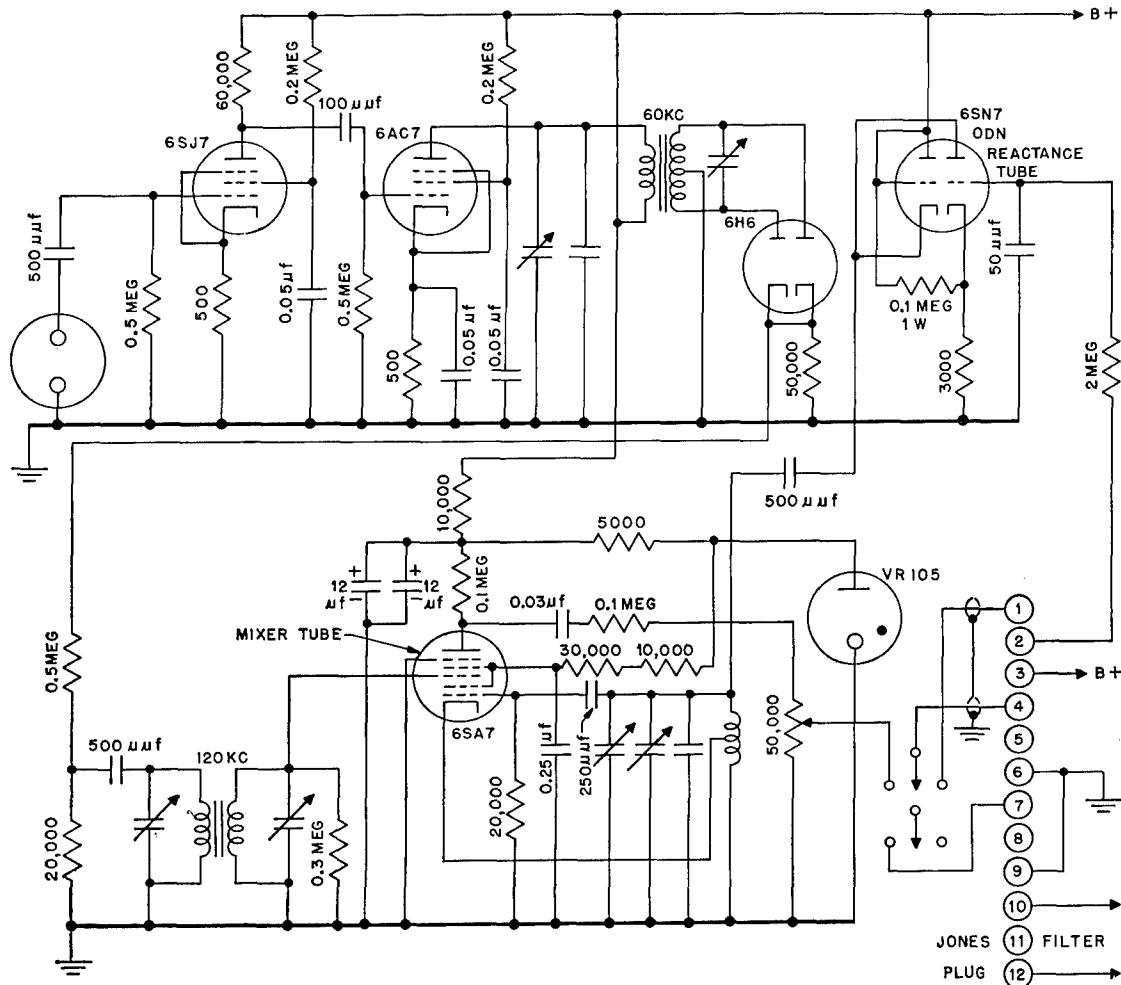 B+
60,000
0.2 MEG
0.2 MEG
100 μμf
6SJ7
6AC7
60KC
6SN7
ODN
REACTANCE
TUBE
6H6
500 μμf
0.5 MEG
500
0.05 μf
0.5 MEG
500
0.05 μf
0.05 μf
50,000
0.1 MEG
1 W
3000
50 μμf
2 MEG
500 μμf
10,000
5000
VR 105
+
12
μf
-
+
12
μf
-
0.1 MEG
0.03 μf
0.1 MEG
MIXER TUBE
30,000
10,000
6SA7
0.5 MEG
500 μμf
120 KC
20,000
0.3 MEG
20,000
0.25 μf
250 μμf
50,000
1
2
3
B+
4
5
6
7
8
9
10
JONES 11 FILTER
PLUG 12